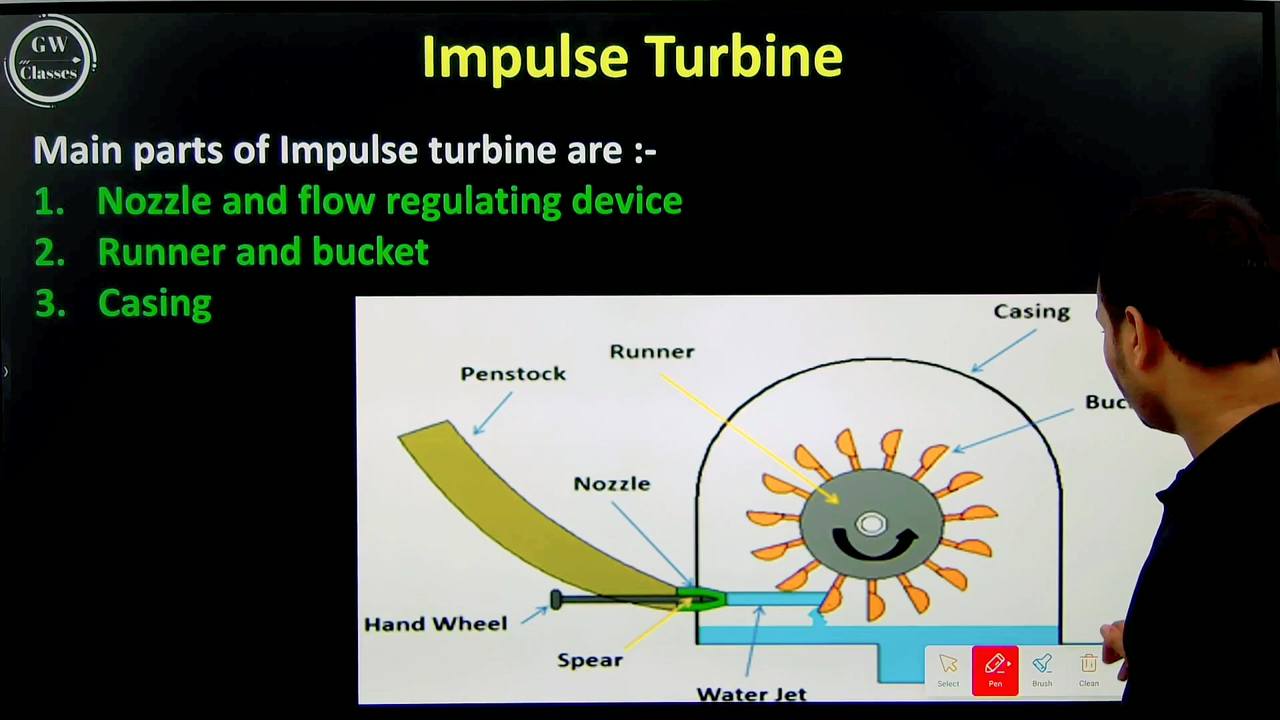 GW
Classes
Impulse Turbine
Main parts of Impulse turbine are :-
1. Nozzle and flow regulating device
2. Runner and bucket
3. Casing
Casing
Runner
Penstock
Nozzle
Hand Wheel
Spear
Water Jet
Select
Pen
Brush
Clean